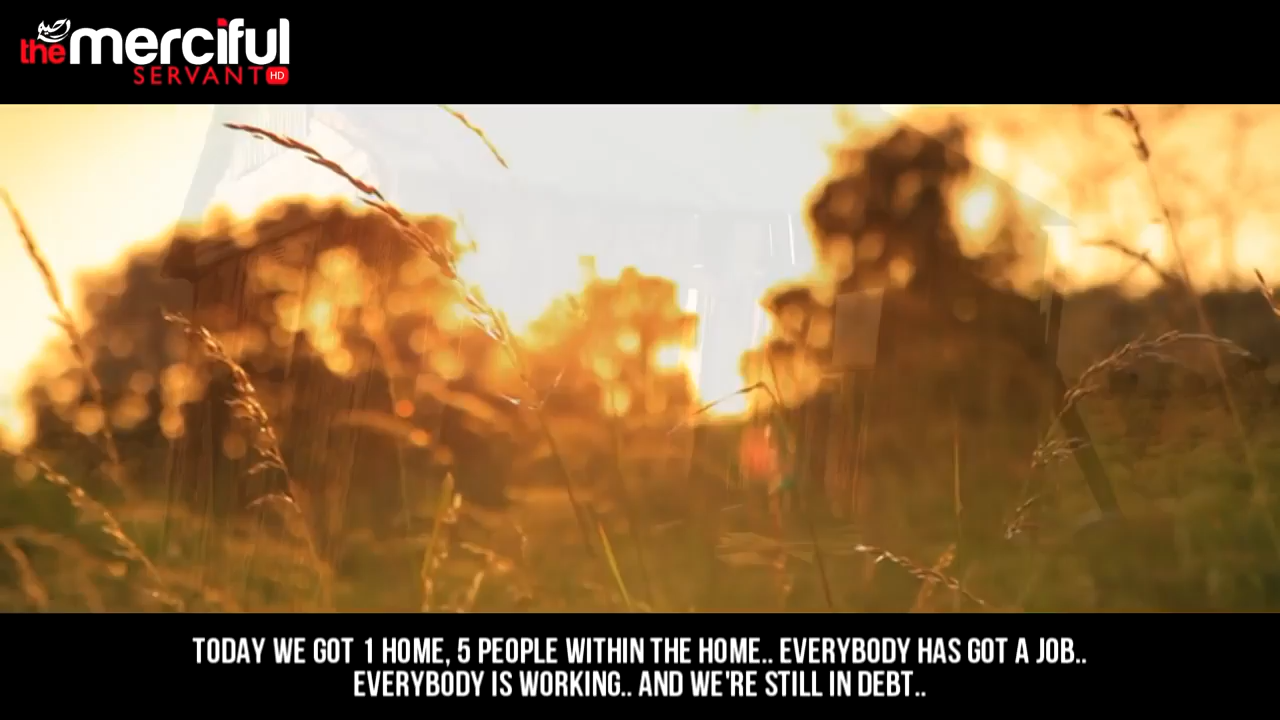 the merciful
SERVANT HD
TODAY WE GOT 1 HOME, 5 PEOPLE WITHIN THE HOME.. EVERYBODY HAS GOT A JOB..
EVERYBODY IS WORKING.. AND WE'RE STILL IN DEBT..